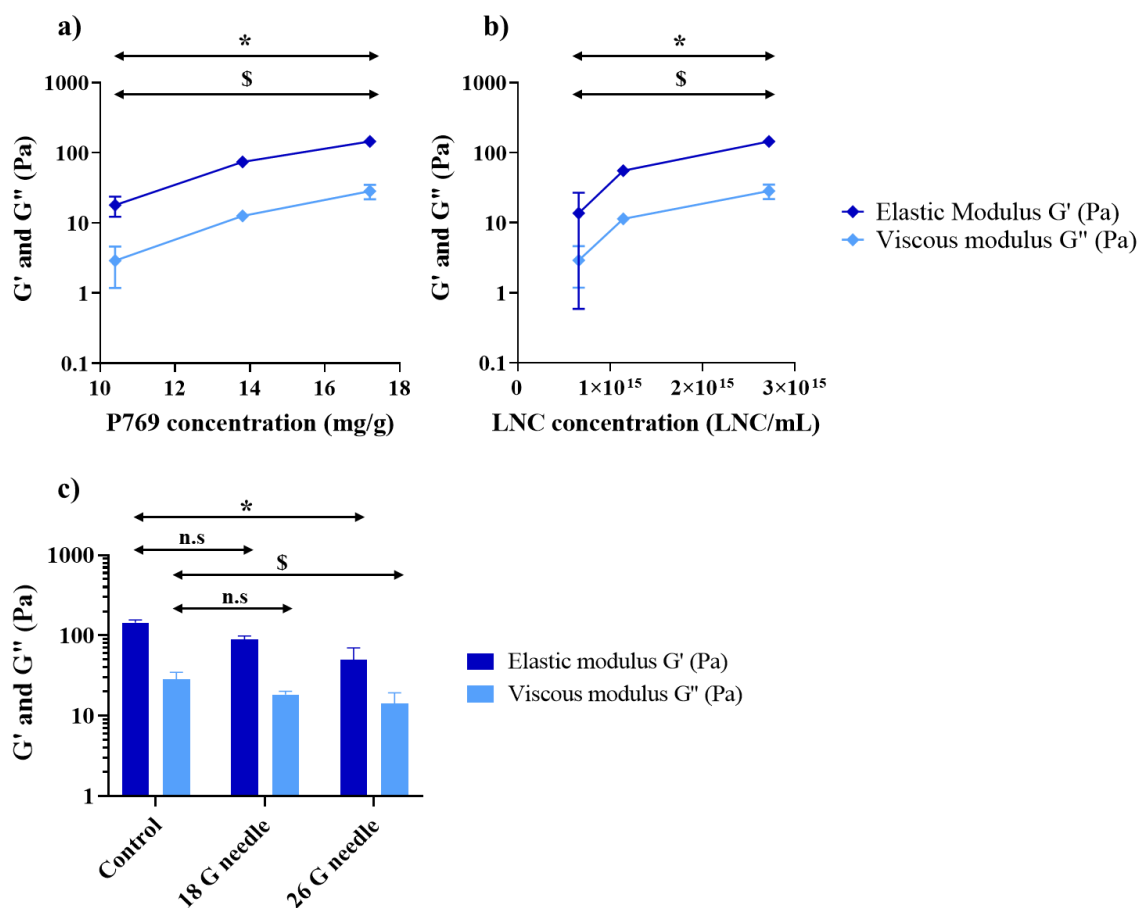 a)
*
$
1000
100
10
1
0.1
G' and G'' (Pa)
10 12 14 16 18
P769 concentration (mg/g)
b)
*
$
1000
100
10
1
0.1
G' and G'' (Pa)
0 1×10¹⁵ 2×10¹⁵ 3×10¹⁵
LNC concentration (LNC/mL)
Elastic Modulus G' (Pa)
Viscous modulus G'' (Pa)
c)
*
n.s
$
n.s
1000
100
10
1
G' and G'' (Pa)
Control
18 G needle
26 G needle
Elastic modulus G' (Pa)
Viscous modulus G'' (Pa)